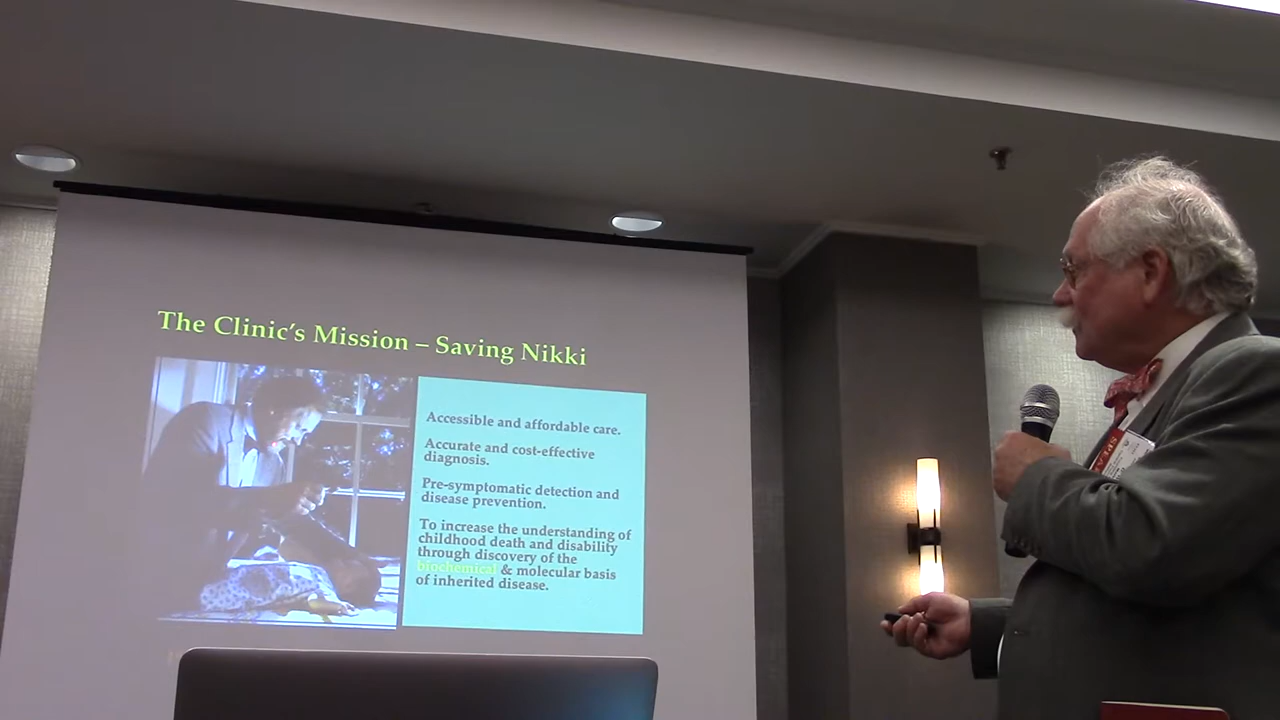 The Clinic's Mission – Saving Nikki
Accessible and affordable care.
Accurate and cost-effective
diagnosis.
Pre-symptomatic detection and
disease prevention.
To increase the understanding of
childhood death and disability
through discovery of the
biochemical & molecular basis
of inherited disease.